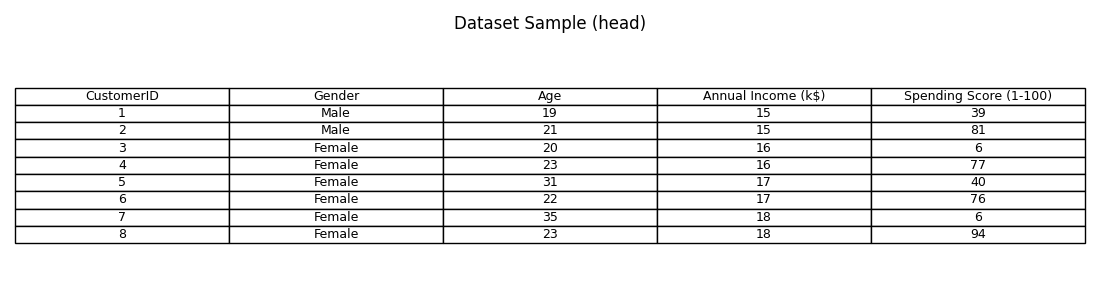 Dataset Sample (head)
CustomerID Gender Age Annual Income (k$) Spending Score (1-100)
1 Male 19 15 39
2 Male 21 15 81
3 Female 20 16 6
4 Female 23 16 77
5 Female 31 17 40
6 Female 22 17 76
7 Female 35 18 6
8 Female 23 18 94